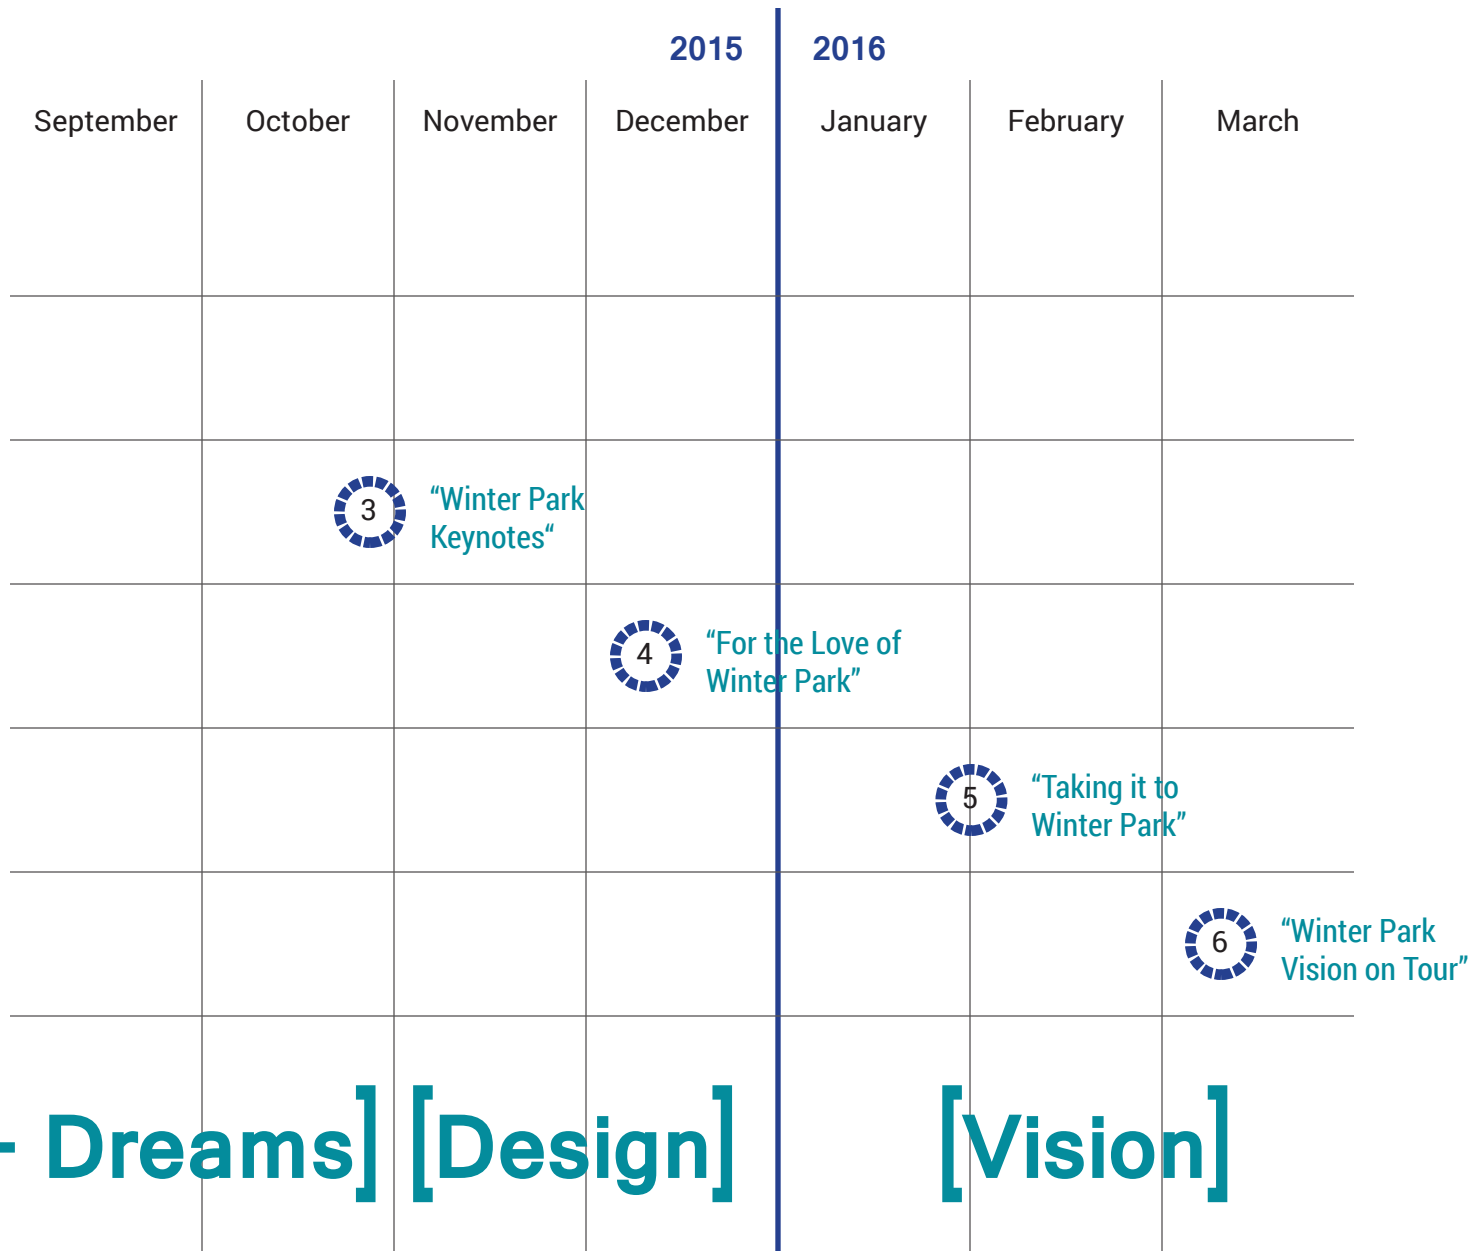 2015
2016
September
October
November
December
January
February
March
3
“Winter Park
Keynotes“
4
“For the Love of
Winter Park”
5
“Taking it to
Winter Park”
6
“Winter Park
Vision on Tour”
- Dreams] [Design] [Vision]